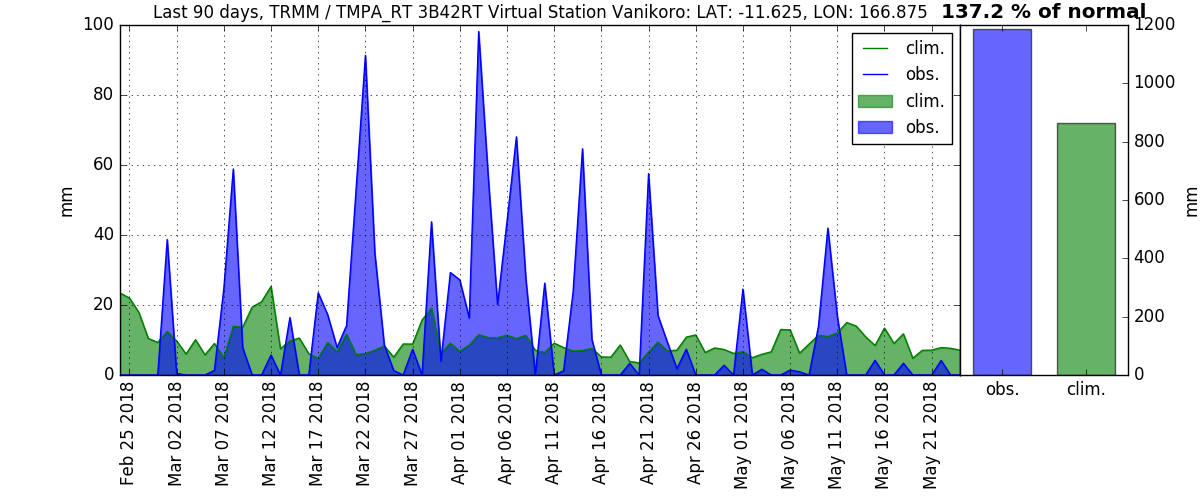 Last 90 days, TRMM / TMPA_RT 3B42RT Virtual Station Vanikoro: LAT: -11.625, LON: 166.875 137.2 % of normal
100
80
60
40
20
0
mm
clim.
obs.
clim.
obs.
1200
1000
800
600
400
200
0
mm
obs.
clim.
Feb 25 2018
Mar 02 2018
Mar 07 2018
Mar 12 2018
Mar 17 2018
Mar 22 2018
Mar 27 2018
Apr 01 2018
Apr 06 2018
Apr 11 2018
Apr 16 2018
Apr 21 2018
Apr 26 2018
May 01 2018
May 06 2018
May 11 2018
May 16 2018
May 21 2018